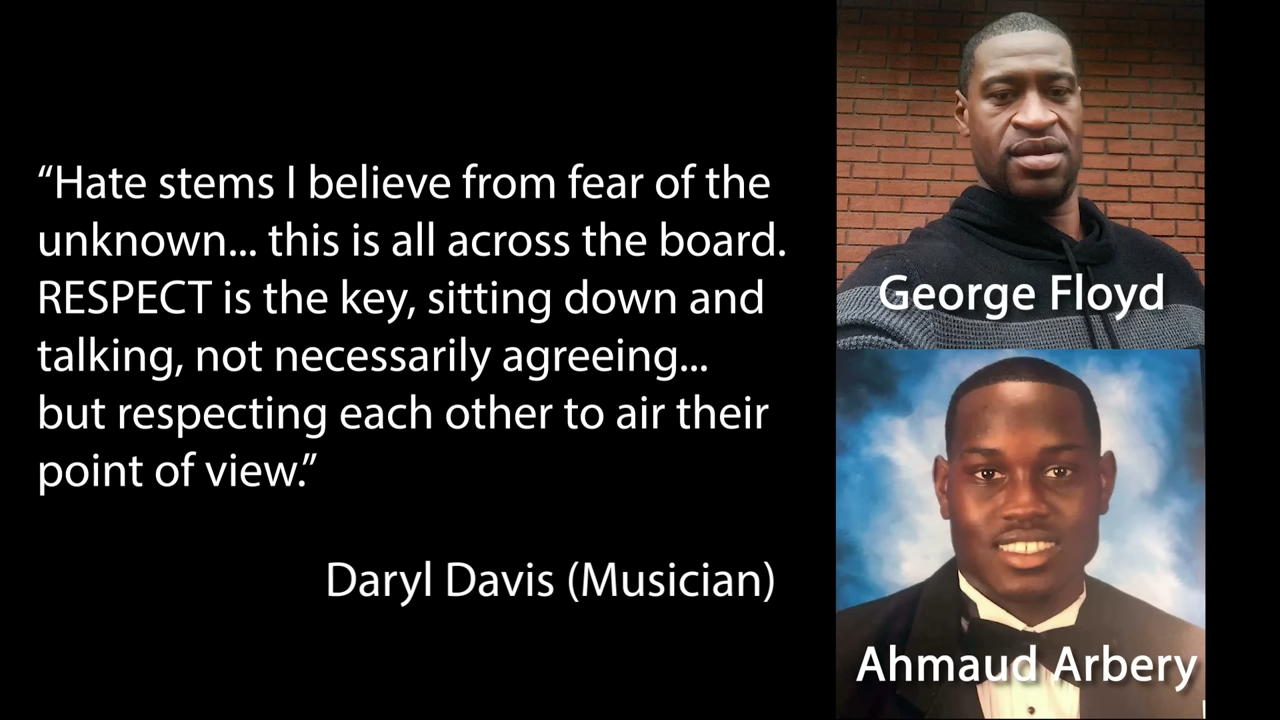 “Hate stems I believe from fear of the
unknown... this is all across the board.
RESPECT is the key, sitting down and
talking, not necessarily agreeing...
but respecting each other to air their
point of view.”
Daryl Davis (Musician)
George Floyd
Ahmaud Arbery